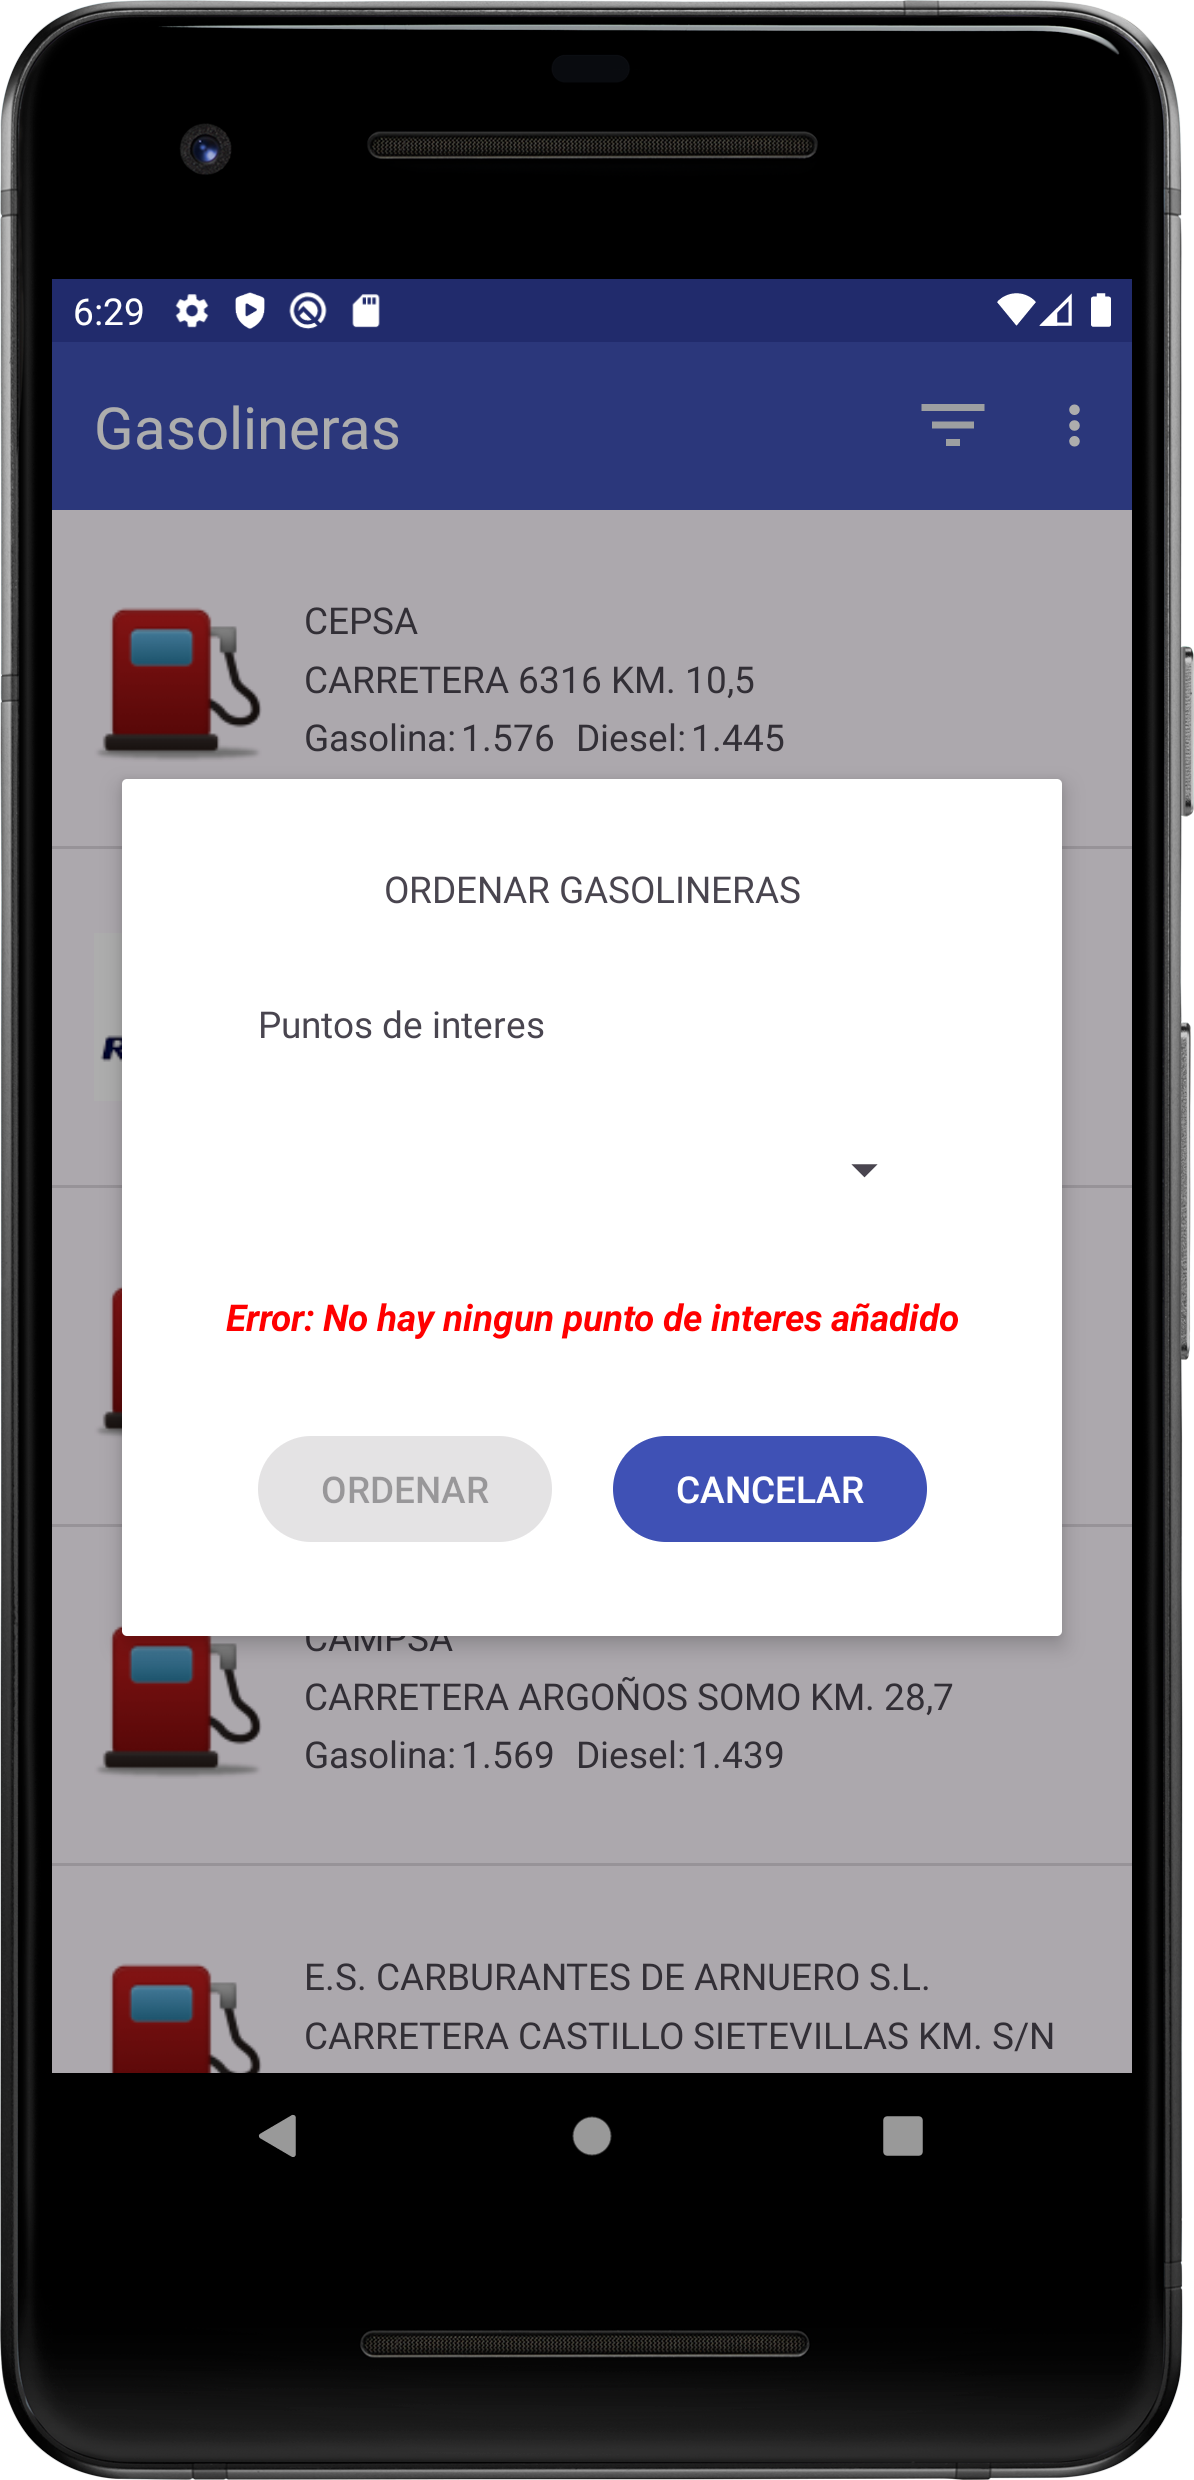 6:29
Gasolineras
CEPSA
CARRETERA 6316 KM. 10,5
Gasolina: 1.576 Diesel: 1.445
ORDENAR GASOLINERAS
Puntos de interes
Error: No hay ningun punto de interes añadido
ORDENAR
CANCELAR
CAMPSA
CARRETERA ARGOÑOS SOMO KM. 28,7
Gasolina: 1.569 Diesel: 1.439
E.S. CARBURANTES DE ARNUERO S.L.
CARRETERA CASTILLO SIETEVILLAS KM. S/N